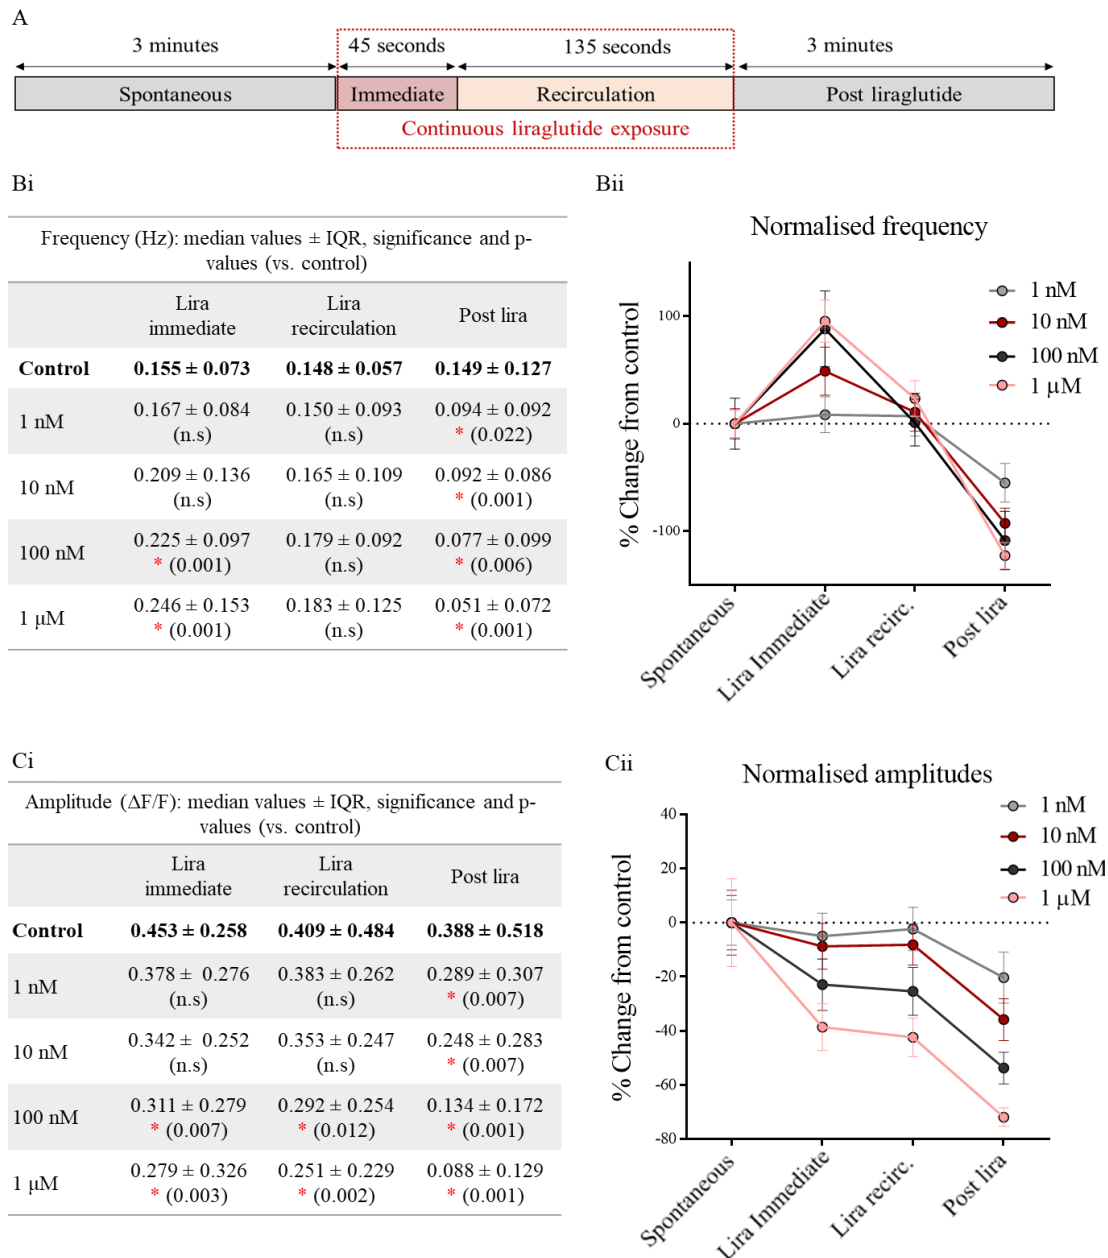 A
3 minutes 45 seconds 135 seconds 3 minutes
Spontaneous Immediate Recirculation Post liraglutide
Continuous liraglutide exposure
Bi
Frequency (Hz): median values ± IQR, significance and p-
values (vs. control)
Lira immediate Lira recirculation Post lira
Control 0.155 ± 0.073 0.148 ± 0.057 0.149 ± 0.127
1 nM 0.167 ± 0.084 0.150 ± 0.093 0.094 ± 0.092
(n.s) (n.s) * (0.022)
10 nM 0.209 ± 0.136 0.165 ± 0.109 0.092 ± 0.086
(n.s) (n.s) * (0.001)
100 nM 0.225 ± 0.097 0.179 ± 0.092 0.077 ± 0.099
* (0.001) (n.s) * (0.006)
1 μM 0.246 ± 0.153 0.183 ± 0.125 0.051 ± 0.072
* (0.001) (n.s) * (0.001)
Bii
Normalised frequency
% Change from control
100
0
-100
1 nM
10 nM
100 nM
1 μM
Spontaneous
Lira Immediate
Lira recirc.
Post lira
Ci
Amplitude (ΔF/F): median values ± IQR, significance and p-
values (vs. control)
Lira immediate Lira recirculation Post lira
Control 0.453 ± 0.258 0.409 ± 0.484 0.388 ± 0.518
1 nM 0.378 ± 0.276 0.383 ± 0.262 0.289 ± 0.307
(n.s) (n.s) * (0.007)
10 nM 0.342 ± 0.252 0.353 ± 0.247 0.248 ± 0.283
(n.s) (n.s) * (0.007)
100 nM 0.311 ± 0.279 0.292 ± 0.254 0.134 ± 0.172
* (0.007) * (0.012) * (0.001)
1 μM 0.279 ± 0.326 0.251 ± 0.229 0.088 ± 0.129
* (0.003) * (0.002) * (0.001)
Cii
Normalised amplitudes
% Change from control
40
20
0
-20
-40
-60
-80
1 nM
10 nM
100 nM
1 μM
Spontaneous
Lira Immediate
Lira recirc.
Post lira